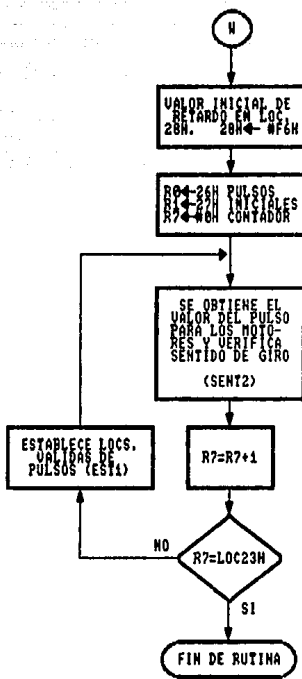 W
VALOR INICIAL DE
RETARDO EN LOC.
28H. 28H← #F6H
R0←26H PULSOS
R1←27H INICIALES
R7←#0H CONTADOR
SE OBTIENE EL
VALOR DEL PULSO
PARA LOS MOTO-
RES Y VERIFICA
SENTIDO DE GIRO
(SENT2)
ESTABLECE LOCS.
VALIDAS DE
PULSOS (EST1)
R7=R7+1
NO
R7=LOC23H
SI
FIN DE RUTINA